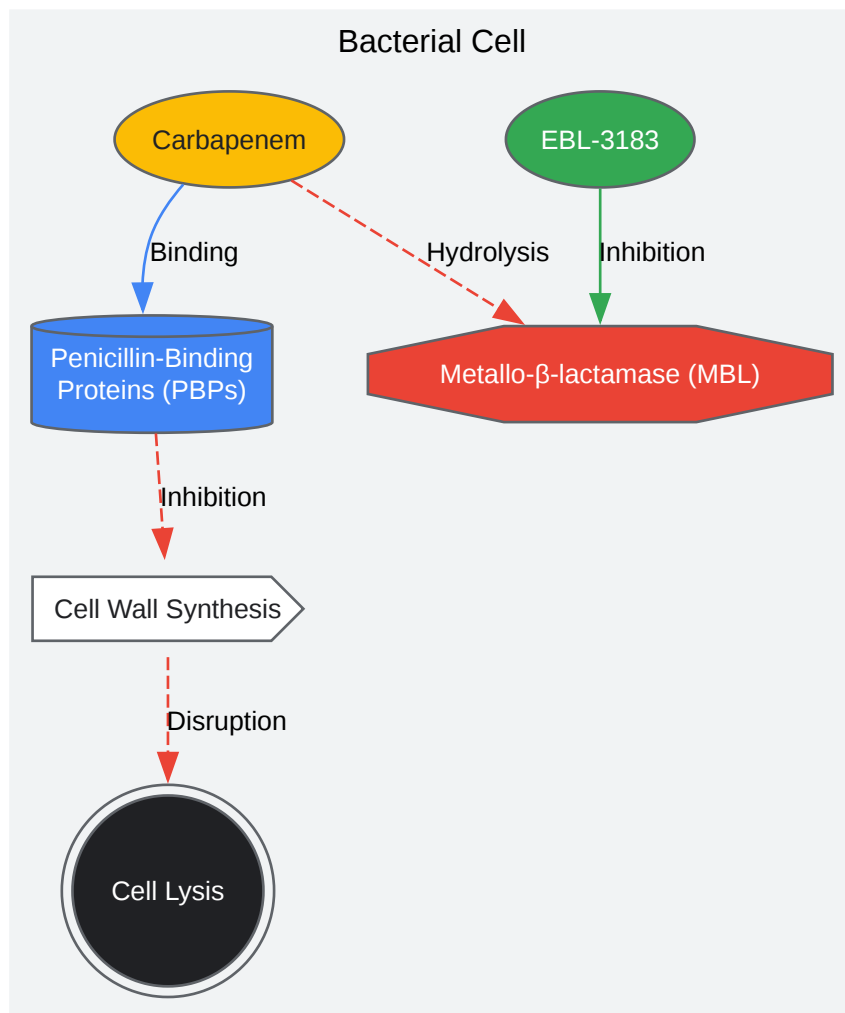 Bacterial Cell
Carbapenem
EBL-3183
Binding
Hydrolysis
Inhibition
Penicillin-Binding
Proteins (PBPs)
Metallo-β-lactamase (MBL)
Inhibition
Cell Wall Synthesis
Disruption
Cell Lysis